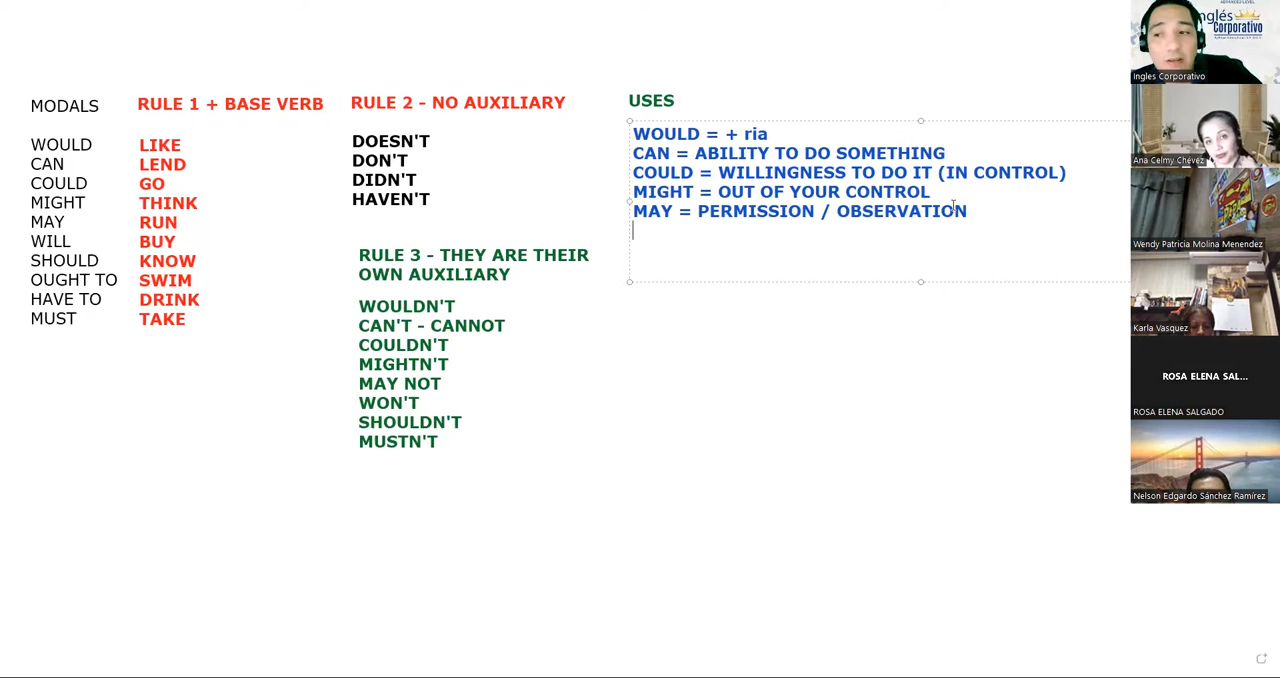 MODALS
WOULD
CAN
COULD
MIGHT
MAY
WILL
SHOULD
OUGHT TO
HAVE TO
MUST
RULE 1 + BASE VERB
LIKE
LEND
GO
THINK
RUN
BUY
KNOW
SWIM
DRINK
TAKE
RULE 2 - NO AUXILIARY
DOESN'T
DON'T
DIDN'T
HAVEN'T
RULE 3 - THEY ARE THEIR
OWN AUXILIARY
WOULDN'T
CAN'T - CANNOT
COULDN'T
MIGHTN'T
MAY NOT
WON'T
SHOULDN'T
MUSTN'T
USES
WOULD = + ria
CAN = ABILITY TO DO SOMETHING
COULD = WILLINGNESS TO DO IT (IN CONTROL)
MIGHT = OUT OF YOUR CONTROL
MAY = PERMISSION / OBSERVATION
Inglés
Corporativo
Ingles Corporativo
Ana Celmy Chévez
Wendy Patricia Molina Menendez
Karla Vasquez
ROSA ELENA SAL...
ROSA ELENA SALGADO
Nelson Edgardo Sánchez Ramírez